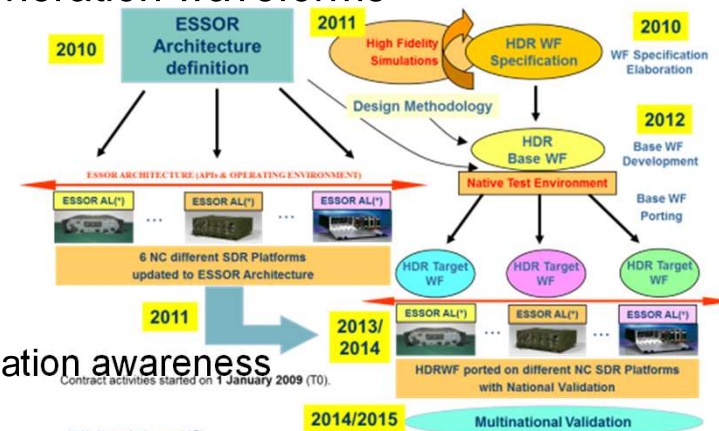 ESSOR
Architecture
definition
2010
2011
High Fidelity
Simulations
HDR WF
Specification
2010
WF Specification
Elaboration
Design Methodology
2012
HDR
Base WF
Base WF
Development
Native Test Environment
Base WF
Porting
ESSOR ARCHITECTURE (APIs & OPERATING ENVIRONMENT)
ESSOR AL(*)
...
ESSOR AL(*)
...
ESSOR AL(*)
6 NC different SDR Platforms
updated to ESSOR Architecture
HDR Target
WF
HDR Target
WF
HDR Target
WF
2011
2013/
2014
ESSOR AL(*)
...
ESSOR AL(*)
...
ESSOR AL(*)
HDRWF ported on different NC SDR Platforms
with National Validation
ation awareness
Contract activities started on 1 January 2009 (T0).
2014/2015
Multinational Validation